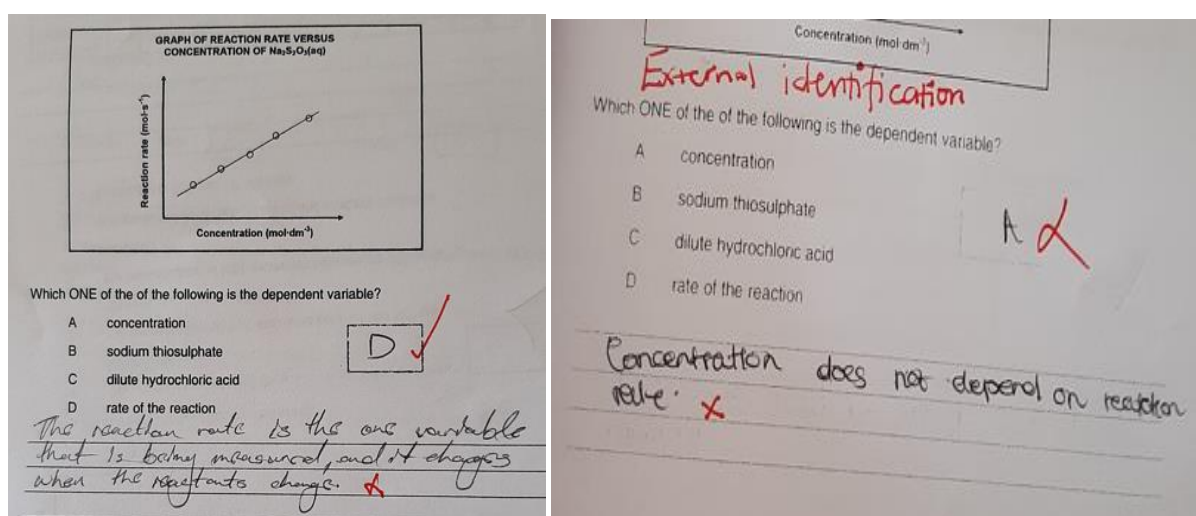 GRAPH OF REACTION RATE VERSUS
CONCENTRATION OF Na₂S₂O₃(aq)
Reaction rate (mol·s⁻¹)
Concentration (mol·dm⁻³)
Which ONE of the of the following is the dependent variable?
A concentration
B sodium thiosulphate
C dilute hydrochloric acid
D rate of the reaction
D
The reaction rate is the one variable
that is being measured, and it changes
when the reactants change.
Concentration (mol·dm⁻³)
External identification
Which ONE of the of the following is the dependent variable?
A concentration
B sodium thiosulphate
C dilute hydrochloric acid
D rate of the reaction
A
Concentration does not depend on reaction
rate.